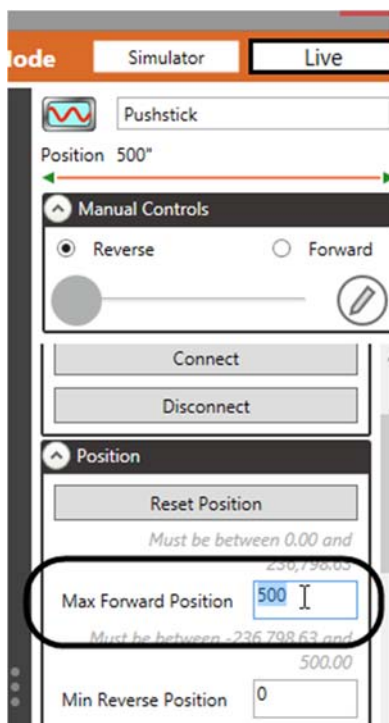 Simulator
Live
Pushstick
Position 500"
Manual Controls
Reverse
Forward
Connect
Disconnect
Position
Reset Position
Must be between 0.00 and
236,798.63
Max Forward Position 500
Must be between -236,798.63 and
500.00
Min Reverse Position 0